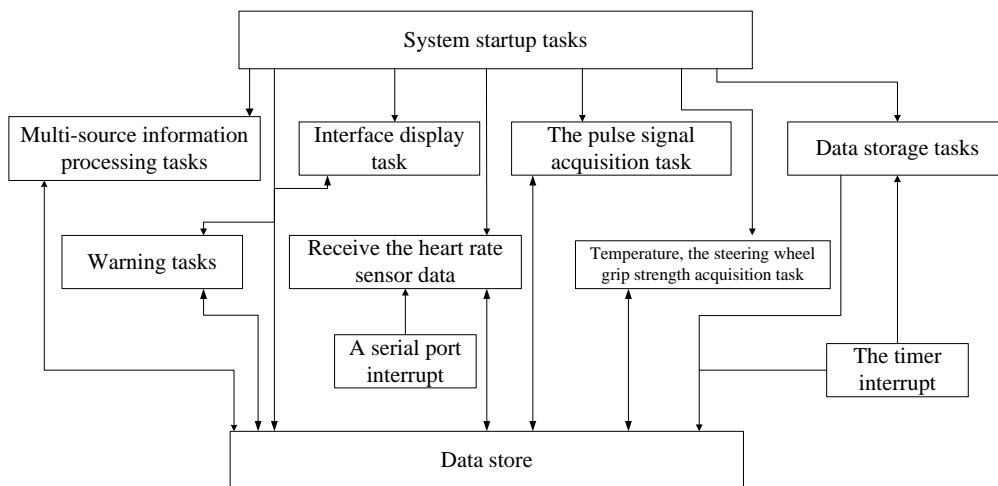 System startup tasks
Multi-source information
processing tasks
Interface display
task
The pulse signal
acquisition task
Data storage tasks
Warning tasks
Receive the heart rate
sensor data
Temperature, the steering wheel
grip strength acquisition task
A serial port
interrupt
The timer
interrupt
Data store